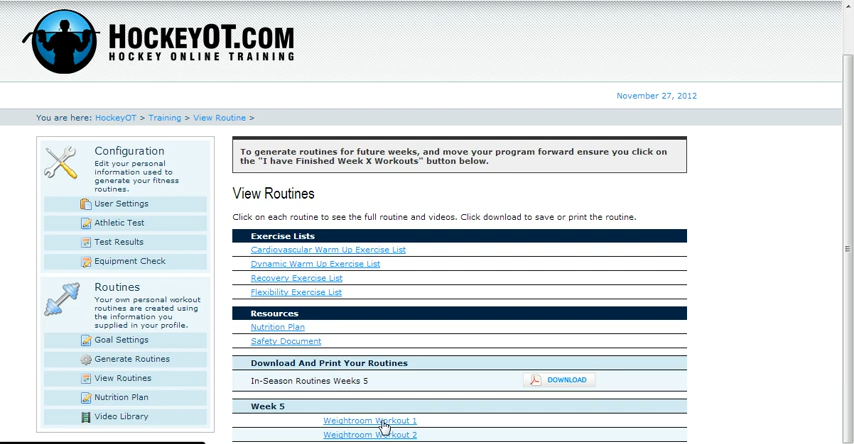 HOCKEYOT.COM
HOCKEY ONLINE TRAINING
November 27, 2012
You are here: HockeyOT > Training > View Routine >
Configuration
Edit your personal
information used to
generate your fitness
routines.
User Settings
Athletic Test
Test Results
Equipment Check
Routines
Your own personal workout
routines are created using
the information you
supplied in your profile.
Goal Settings
Generate Routines
View Routines
Nutrition Plan
Video Library
To generate routines for future weeks, and move your program forward ensure you click on
the "I have Finished Week X Workouts" button below.
View Routines
Click on each routine to see the full routine and videos. Click download to save or print the routine.
Exercise Lists
Cardiovascular Warm Up Exercise List
Dynamic Warm Up Exercise List
Recovery Exercise List
Flexibility Exercise List
Resources
Nutrition Plan
Safety Document
Download And Print Your Routines
In-Season Routines Weeks 5 DOWNLOAD
Week 5
Weightroom Workout 1
Weightroom Workout 2